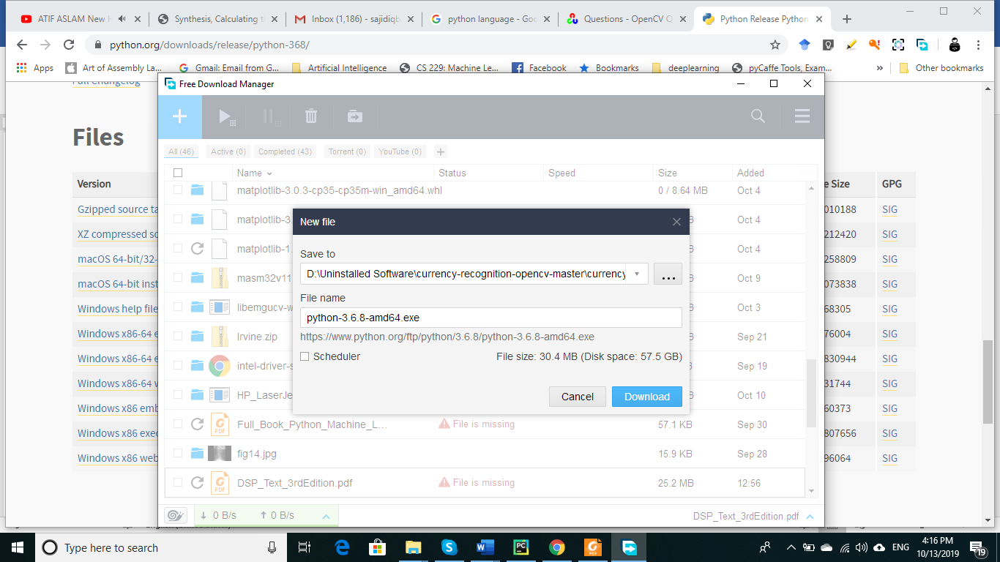 ATIF ASLAM New H
Synthesis, Calculating t
Inbox (1,186) - sajidiqb
python language - Goo
Questions - OpenCV Q
Python Release Python
python.org/downloads/release/python-368/
Apps
Art of Assembly La...
Gmail: Email from G...
Artificial Intelligence
CS 229: Machine Le...
Facebook
Bookmarks
deeplearning
pyCaffe Tools, Exam...
»
Other bookmarks
Full Changelog
Free Download Manager
Files
All (46)
Active (0)
Completed (43)
Torrent (0)
YouTube (0)
+
Version
Name
Status
Speed
Size
Added
e Size
GPG
matplotlib-3.0.3-cp35-cp35m-win_amd64.whl
0 / 8.64 MB
Oct 4
Gzipped source ta
matplotlib-3.
B
Oct 4
010188
SIG
XZ compressed so
212420
SIG
matplotlib-1.
B
Oct 4
macOS 64-bit/32-
258809
SIG
masm32v11
B
Oct 9
macOS 64-bit inst
073838
SIG
Windows help file
libemgucv-w
B
Oct 3
68305
SIG
Windows x86-64 e
Irvine.zip
B
Sep 21
76004
SIG
Windows x86-64 e
intel-driver-s
B
Sep 19
830944
SIG
Windows x86-64 w
31744
SIG
HP_LaserJe
B
Oct 10
Windows x86 emb
60373
SIG
Full_Book_Python_Machine_L...
File is missing
57.1 KB
Sep 30
Windows x86 exec
807656
SIG
fig14.jpg
15.9 KB
Sep 28
Windows x86 web
96064
SIG
DSP_Text_3rdEdition.pdf
File is missing
25.2 MB
12:56
New file
Save to
D:\Uninstalled Software\currency-recognition-opencv-master\currency
...
File name
python-3.6.8-amd64.exe
https://www.python.org/ftp/python/3.6.8/python-3.6.8-amd64.exe
Scheduler
File size: 30.4 MB (Disk space: 57.5 GB)
Cancel
Download
0 B/s
0 B/s
DSP_Text_3rdEdition.pdf
Type here to search
ENG
4:16 PM
10/13/2019
19